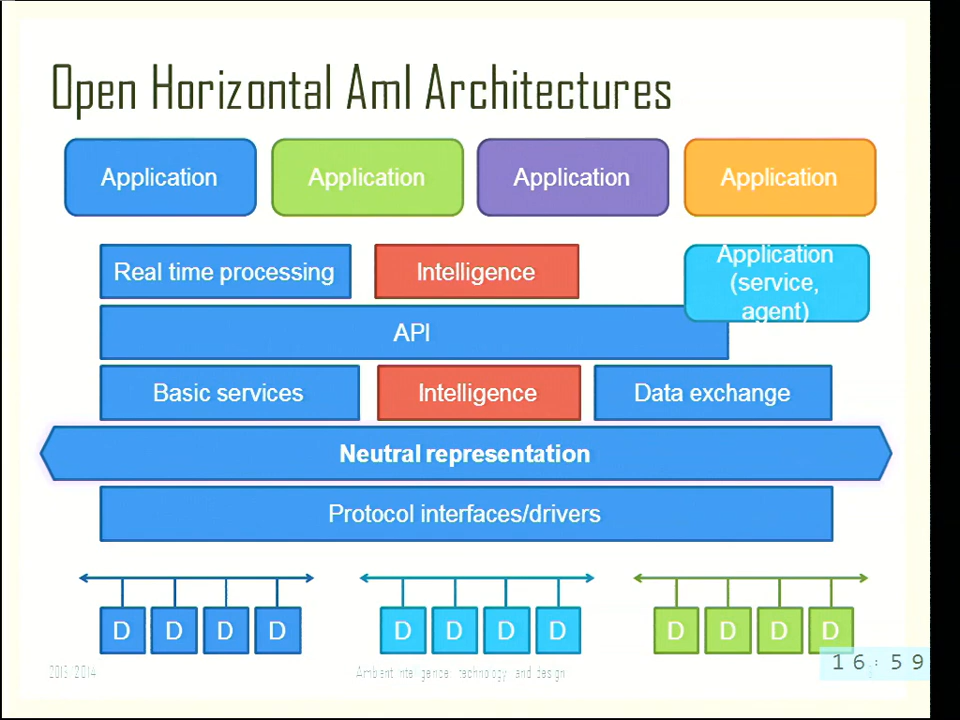 Open Horizontal AmI Architectures
Application
Application
Application
Application
Real time processing
Intelligence
Application
(service,
agent)
API
Basic services
Intelligence
Data exchange
Neutral representation
Protocol interfaces/drivers
D D D D
D D D D
D D D D
2013/2014
Ambient intelligence: technology and design
16:59